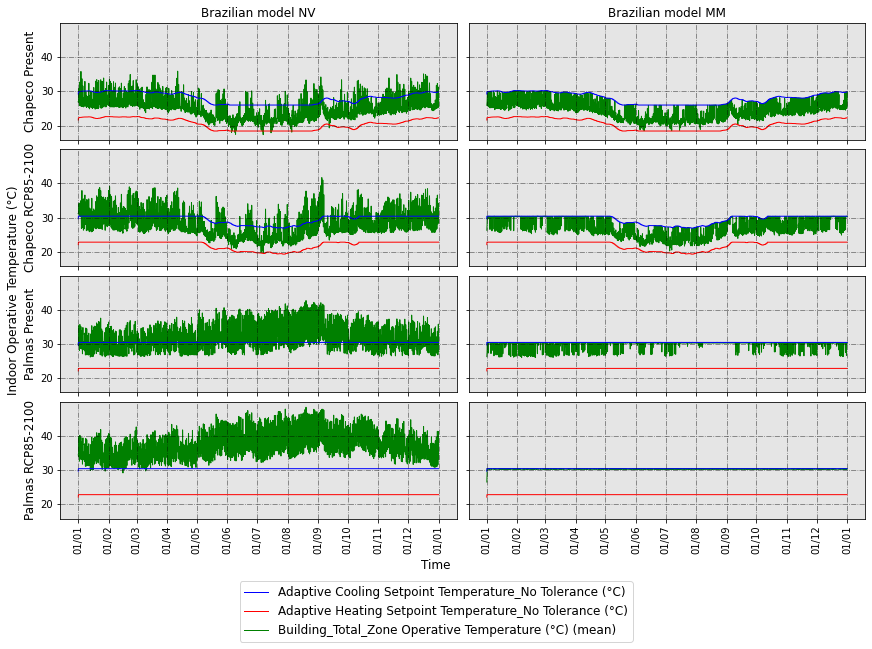 Brazilian model NV
Brazilian model MM
Indoor Operative Temperature (°C)
Chapeco Present
40
30
20
Chapeco RCP85-2100
40
30
20
Palmas Present
40
30
20
Palmas RCP85-2100
40
30
20
01/01 01/02 01/03 01/04 01/05 01/06 01/07 01/08 01/09 01/10 01/11 01/12 01/01
01/01 01/02 01/03 01/04 01/05 01/06 01/07 01/08 01/09 01/10 01/11 01/12 01/01
Time
Adaptive Cooling Setpoint Temperature_No Tolerance (°C)
Adaptive Heating Setpoint Temperature_No Tolerance (°C)
Building_Total_Zone Operative Temperature (°C) (mean)